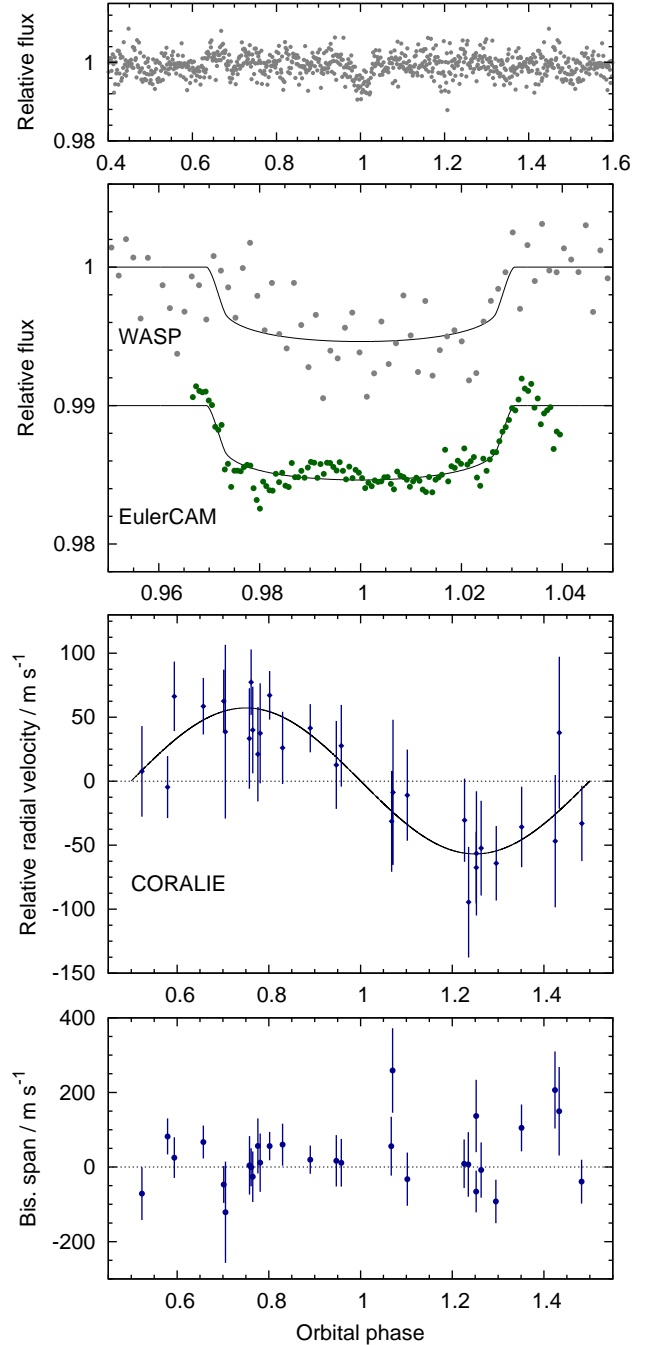 Relative flux
1
0.98
0.4 0.6 0.8 1 1.2 1.4 1.6
Relative flux
1
WASP
0.99
EulerCAM
0.98
0.96 0.98 1 1.02 1.04
Relative radial velocity / m s-1
100
50
0
-50
CORALIE
-100
-150
0.6 0.8 1 1.2 1.4
Bis. span / m s-1
400
200
0
-200
0.6 0.8 1 1.2 1.4
Orbital phase